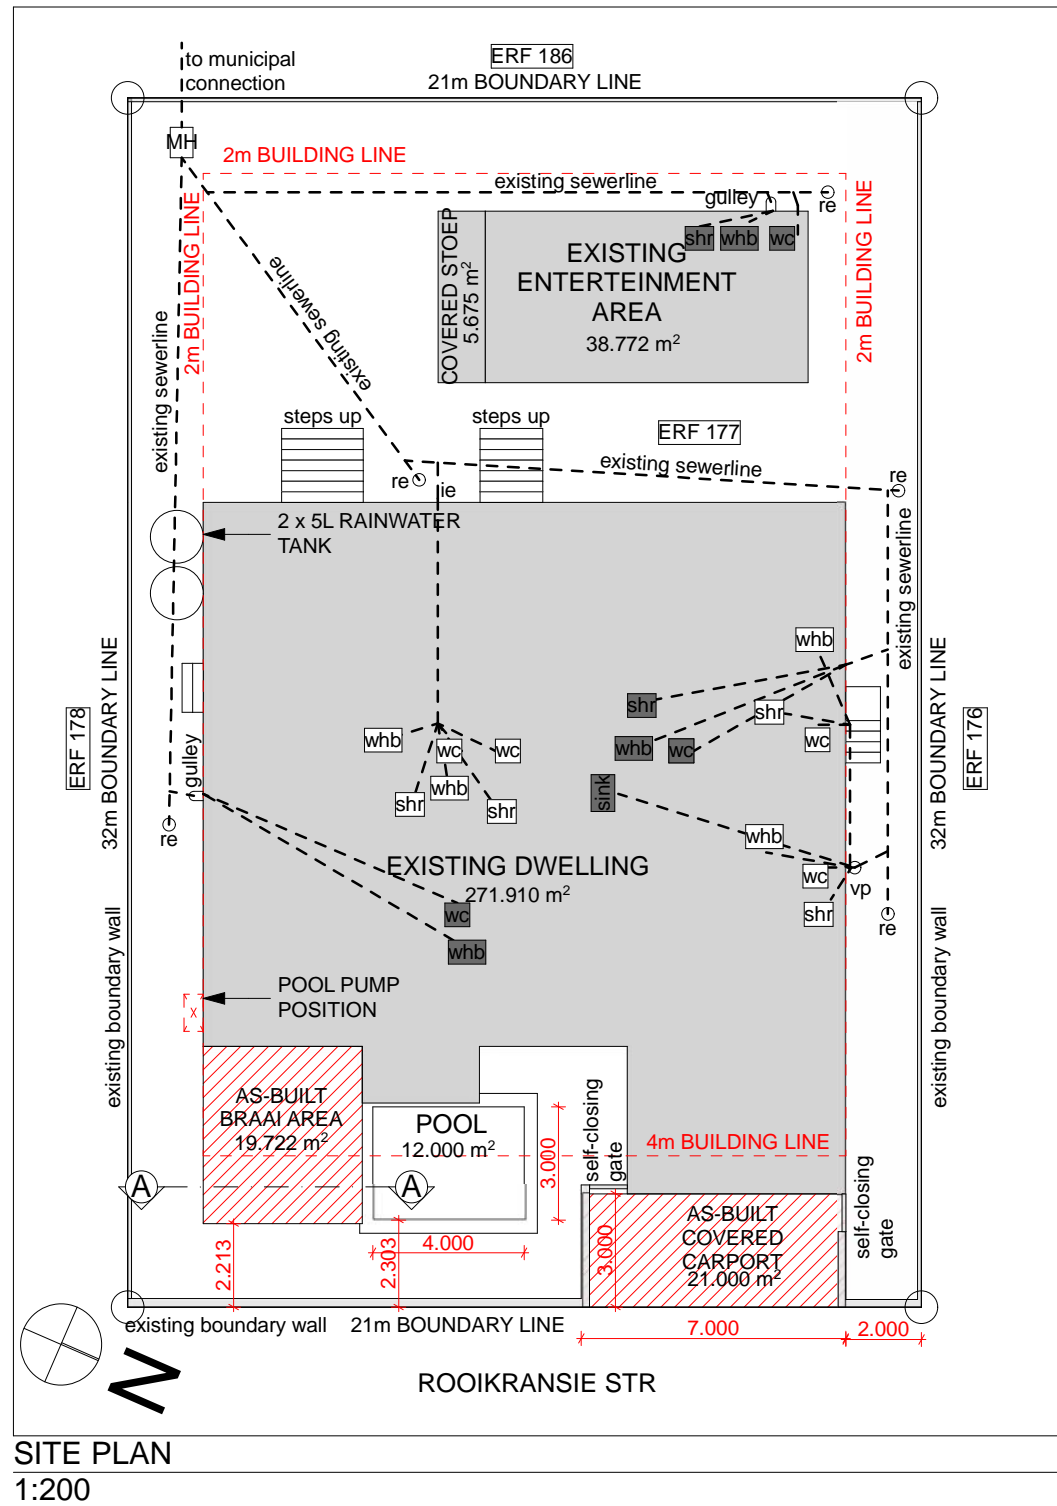 to municipal
connection
ERF 186
21m BOUNDARY LINE
MH
2m BUILDING LINE
existing sewerline
gulley
re
2m BUILDING LINE
2m BUILDING LINE
shr
whb
wc
COVERED STOEP
5.675 m²
EXISTING
ENTERTEINMENT
AREA
38.772 m²
existing sewerline
existing sewerline
steps up
steps up
ERF 177
existing sewerline
re
ie
re
2 x 5L RAINWATER
TANK
existing sewerline
whb
shr
shr
whb
wc
wc
whb
wc
wc
whb
shr
shr
sink
whb
wc
shr
vp
re
ERF 178
32m BOUNDARY LINE
gulley
re
32m BOUNDARY LINE
ERF 176
EXISTING DWELLING
271.910 m²
wc
whb
existing boundary wall
existing boundary wall
POOL PUMP
POSITION
x
AS-BUILT
BRAAI AREA
19.722 m²
POOL
12.000 m²
3.000
self-closing
gate
4m BUILDING LINE
self-closing
gate
A
A
AS-BUILT
COVERED
CARPORT
21.000 m²
3.000
2.213
2.303
4.000
existing boundary wall
21m BOUNDARY LINE
7.000
2.000
N
ROOIKRANSIE STR
SITE PLAN
1:200